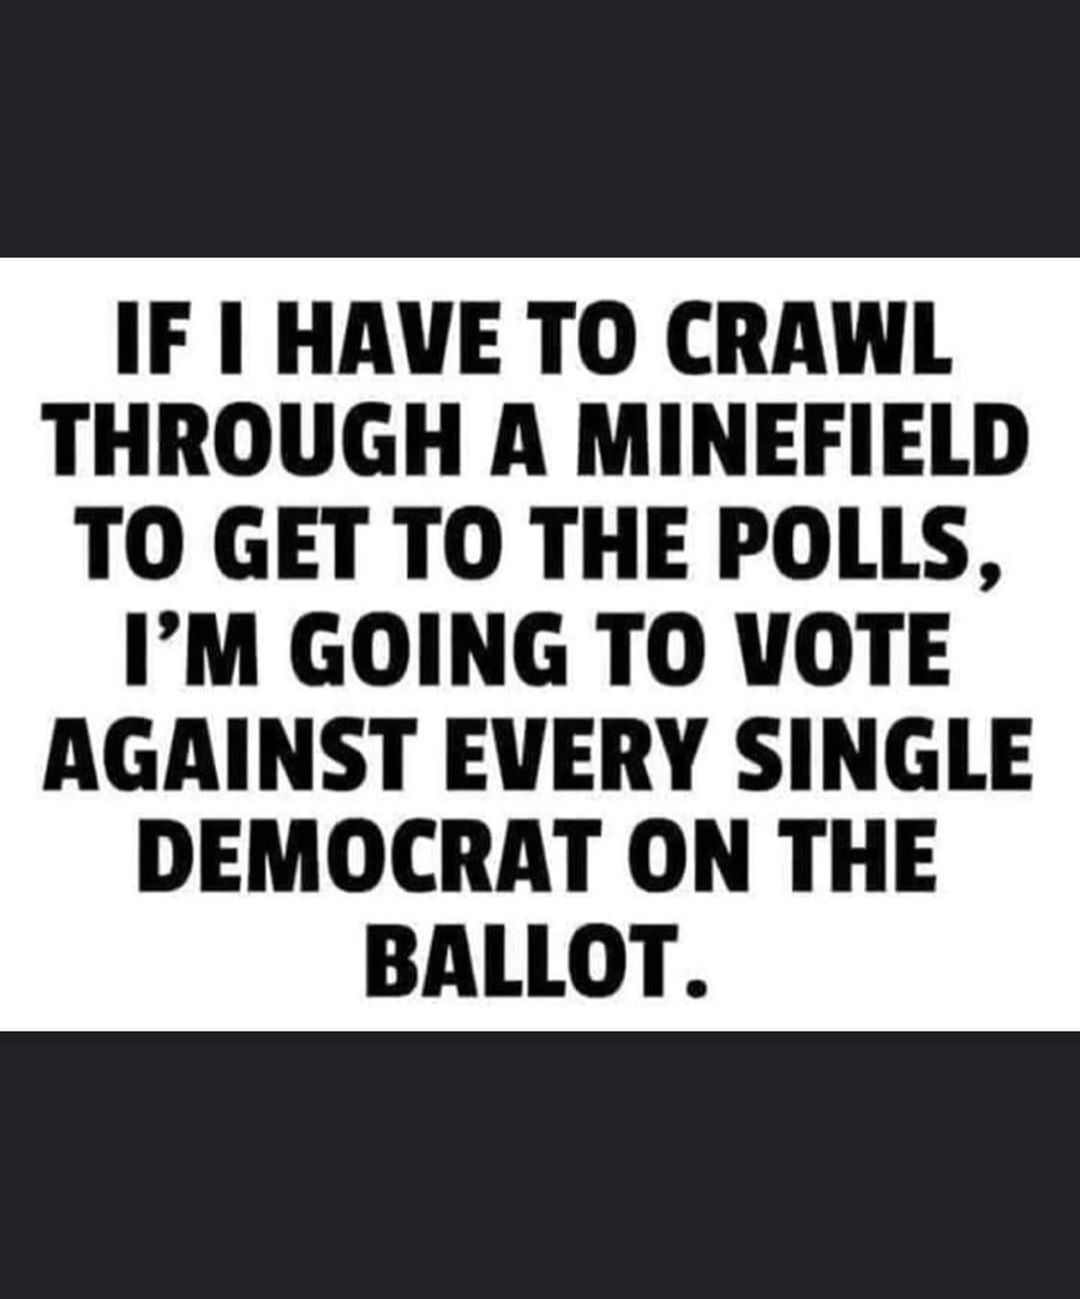 IF I HAVE TO CRAWL
THROUGH A MINEFIELD
TO GET TO THE POLLS,
I’M GOING TO VOTE
AGAINST EVERY SINGLE
DEMOCRAT ON THE
BALLOT.